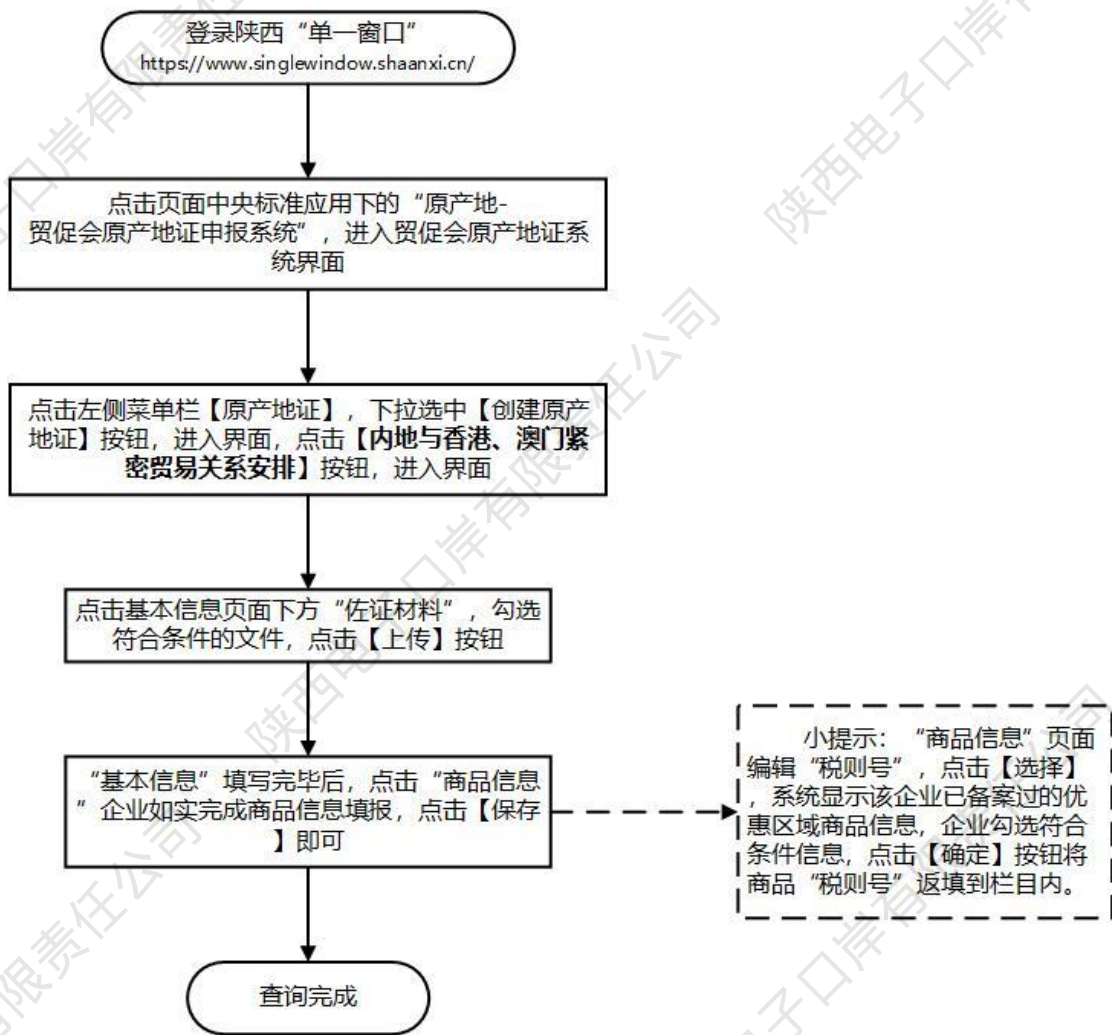 登录陕西“单一窗口”
https://www.singlewindow.shaanxi.cn/
点击页面中央标准应用下的“原产地-
贸促会原产地证申报系统”，进入贸促会原产地证系
统界面
点击左侧菜单栏【原产地证】，下拉选中【创建原产
地证】按钮，进入界面，点击【内地与香港、澳门紧
密贸易关系安排】按钮，进入界面
点击基本信息页面下方“佐证材料”，勾选
符合条件的文件，点击【上传】按钮
“基本信息”填写完毕后，点击“商品信息
”企业如实完成商品信息填报，点击【保存
】即可
小提示：“商品信息”页面
编辑“税则号”，点击【选择】
，系统显示该企业已备案过的优
惠区域商品信息，企业勾选符合
条件信息，点击【确定】按钮将
商品“税则号”返填到栏目内。
查询完成
陕西电子口岸有限责任公司